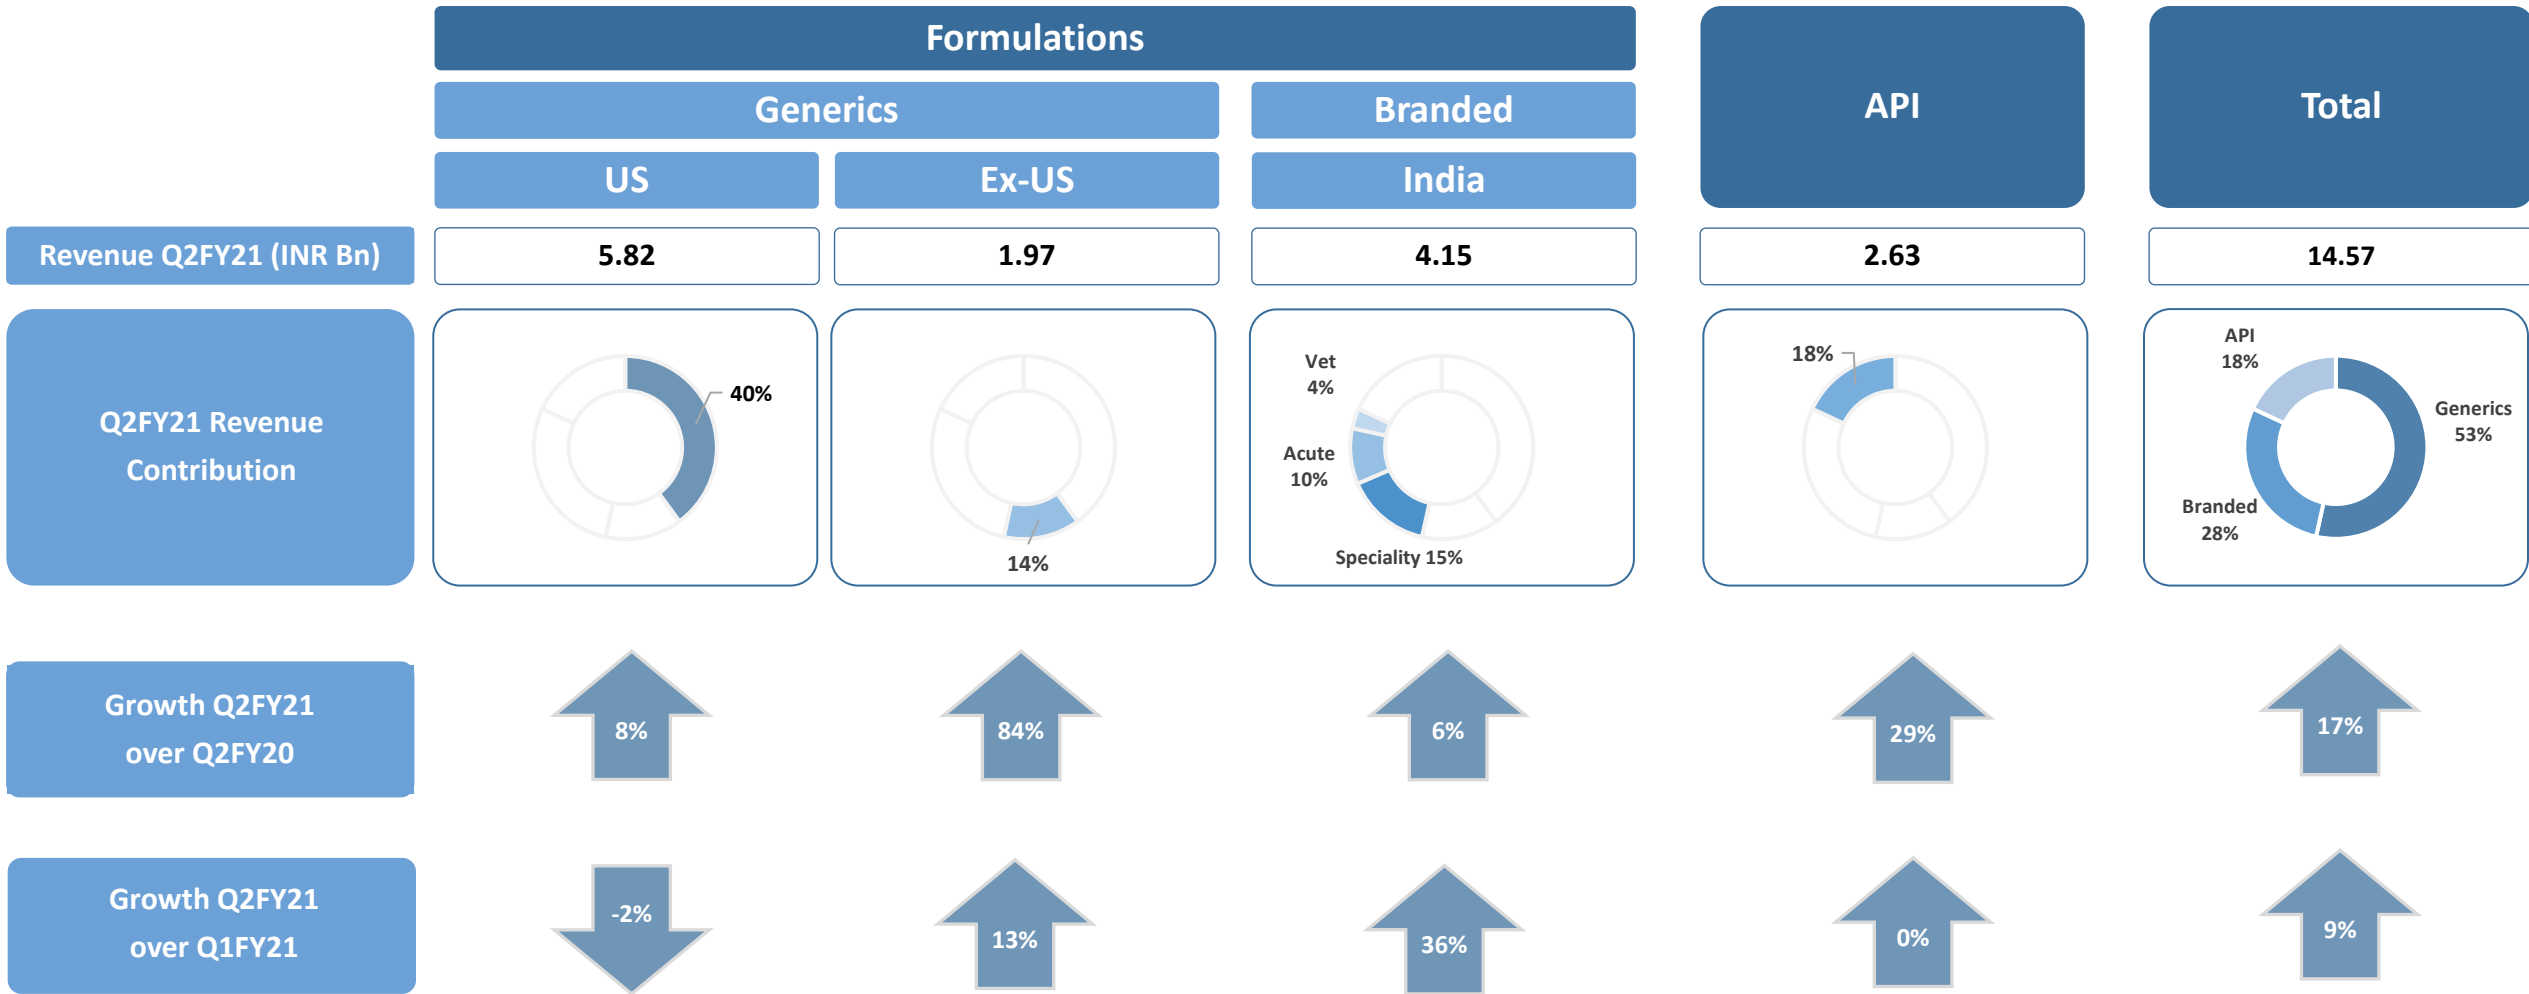 Formulations
API
Total
Generics
Branded
US
Ex-US
India
Revenue Q2FY21 (INR Bn)
5.82
1.97
4.15
2.63
14.57
Q2FY21 Revenue
Contribution
40%
14%
Vet
4%
Acute
10%
Speciality 15%
18%
API
18%
Generics
53%
Branded
28%
Growth Q2FY21
over Q2FY20
8%
84%
6%
29%
17%
Growth Q2FY21
over Q1FY21
-2%
13%
36%
0%
9%